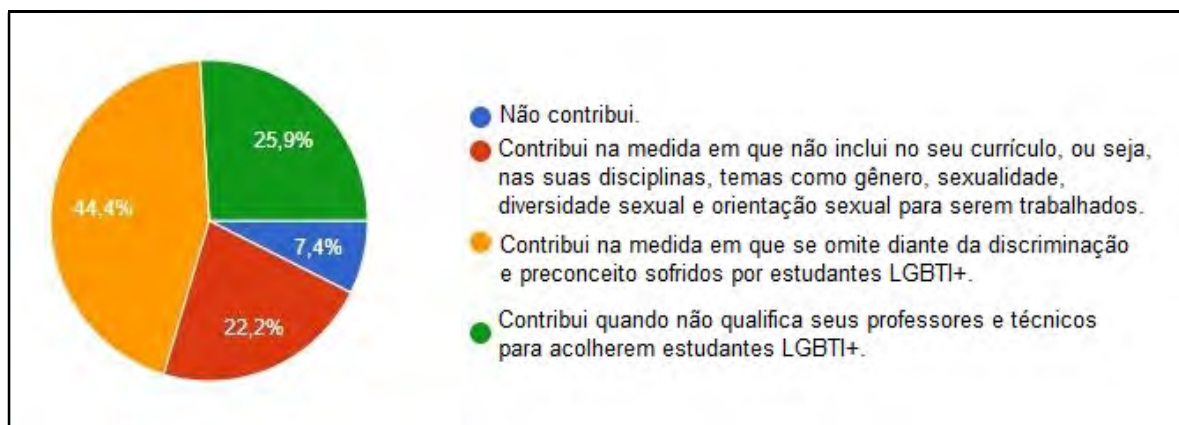 25,9%
44,4%
7,4%
22,2%
Não contribui.
Contribui na medida em que não inclui no seu currículo, ou seja,
nas suas disciplinas, temas como gênero, sexualidade,
diversidade sexual e orientação sexual para serem trabalhados.
Contribui na medida em que se omite diante da discriminação
e preconceito sofridos por estudantes LGBTI+.
Contribui quando não qualifica seus professores e técnicos
para acolherem estudantes LGBTI+.